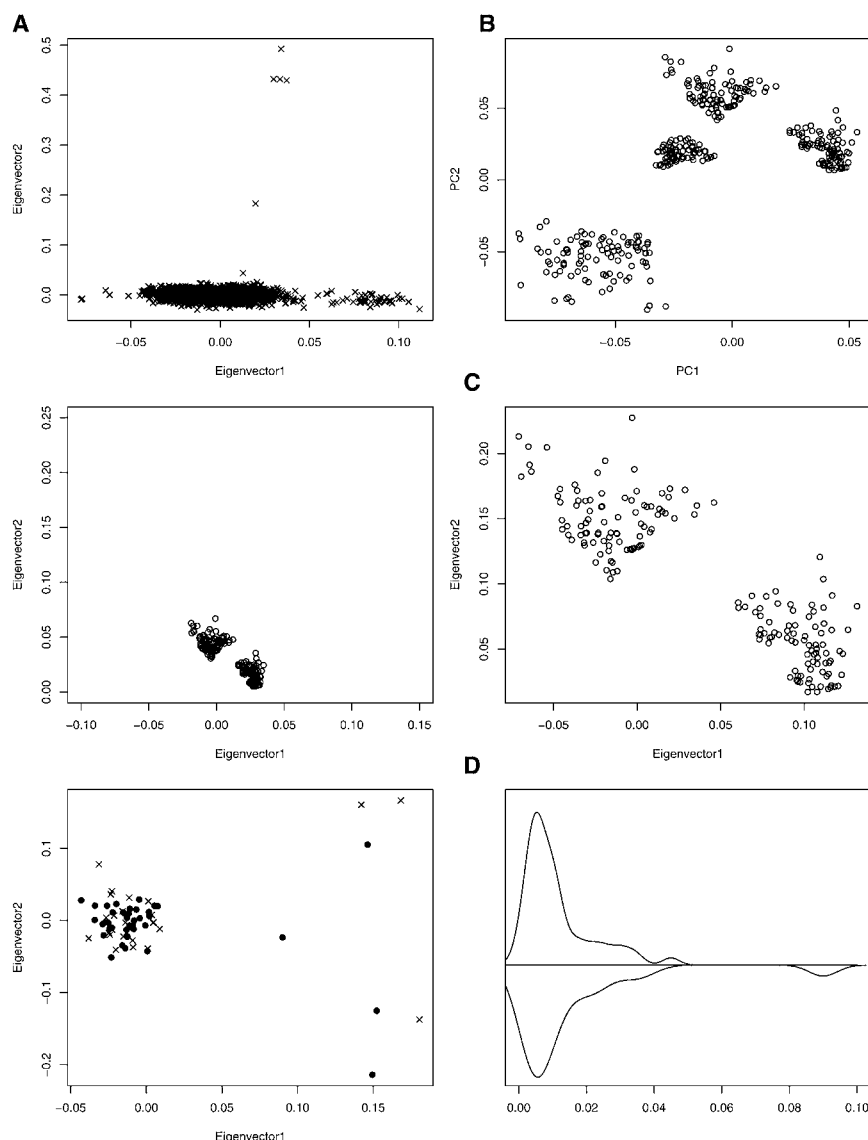 A
B
0.5
0.4
0.3
0.2
0.1
0.0
Eigenvector2
−0.05 0.00 0.05 0.10
Eigenvector1
0.05
0.00
−0.05
PC2
−0.05 0.00 0.05
PC1
C
0.25
0.20
0.15
0.10
0.05
0.00
Eigenvector2
−0.10 −0.05 0.00 0.05 0.10 0.15
Eigenvector1
0.20
0.15
0.10
0.05
Eigenvector2
−0.05 0.00 0.05 0.10
Eigenvector1
D
0.1
0.0
−0.1
−0.2
Eigenvector2
−0.05 0.00 0.05 0.10 0.15
Eigenvector1
0.00 0.02 0.04 0.06 0.08 0.10